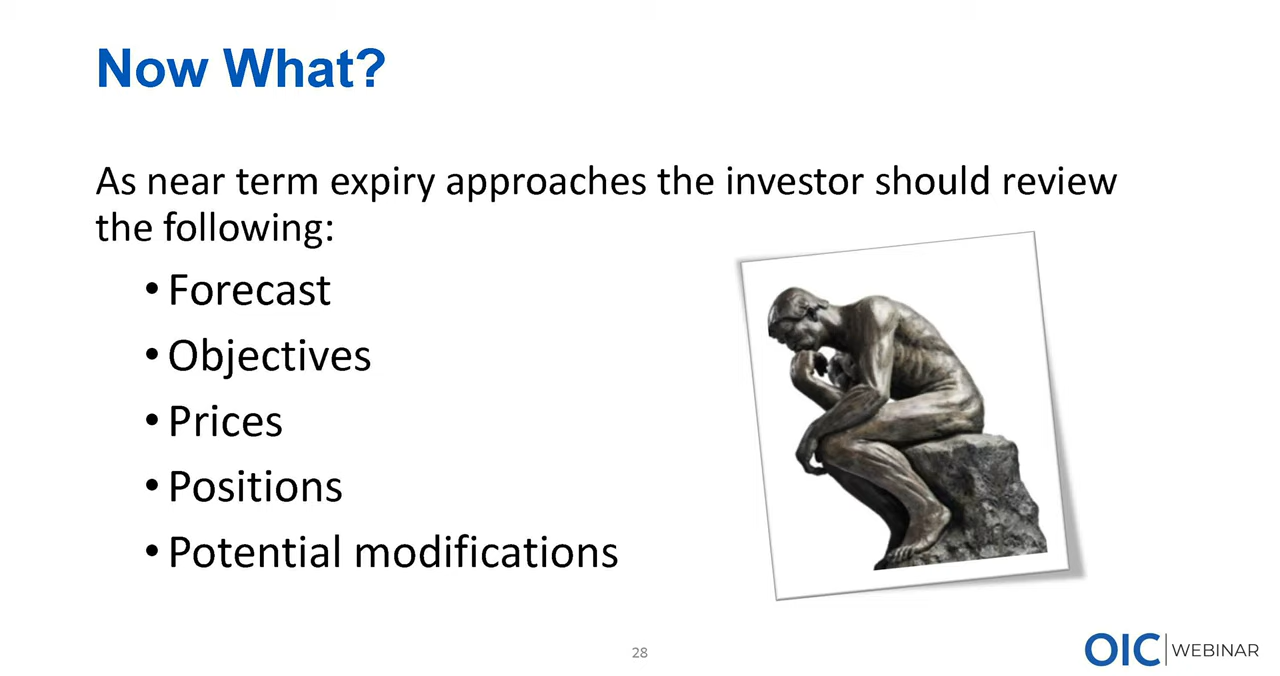 Now What?
As near term expiry approaches the investor should review
the following:
• Forecast
• Objectives
• Prices
• Positions
• Potential modifications
28
OIC | WEBINAR